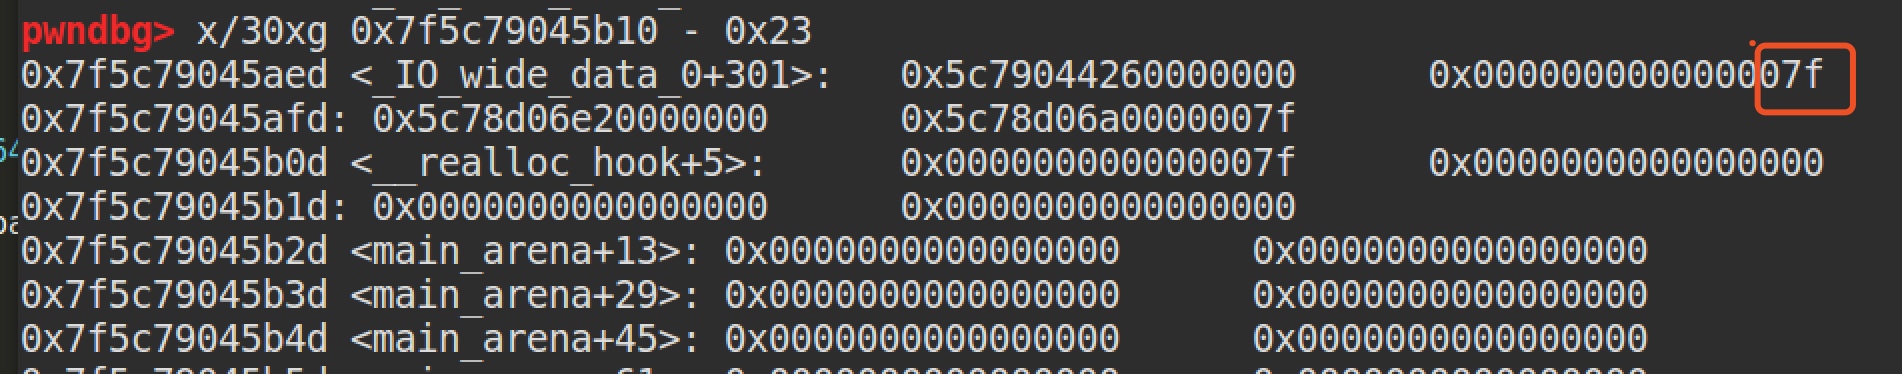 pwndbg> x/30xg 0x7f5c79045b10 - 0x23
0x7f5c79045aed <_IO_wide_data_0+301>: 0x5c79044260000000 0x000000000000007f
0x7f5c79045afd: 0x5c78d06e20000000 0x5c78d06a0000007f
0x7f5c79045b0d <__realloc_hook+5>: 0x000000000000007f 0x0000000000000000
0x7f5c79045b1d: 0x0000000000000000 0x0000000000000000
0x7f5c79045b2d <main_arena+13>: 0x0000000000000000 0x0000000000000000
0x7f5c79045b3d <main_arena+29>: 0x0000000000000000 0x0000000000000000
0x7f5c79045b4d <main_arena+45>: 0x0000000000000000 0x0000000000000000